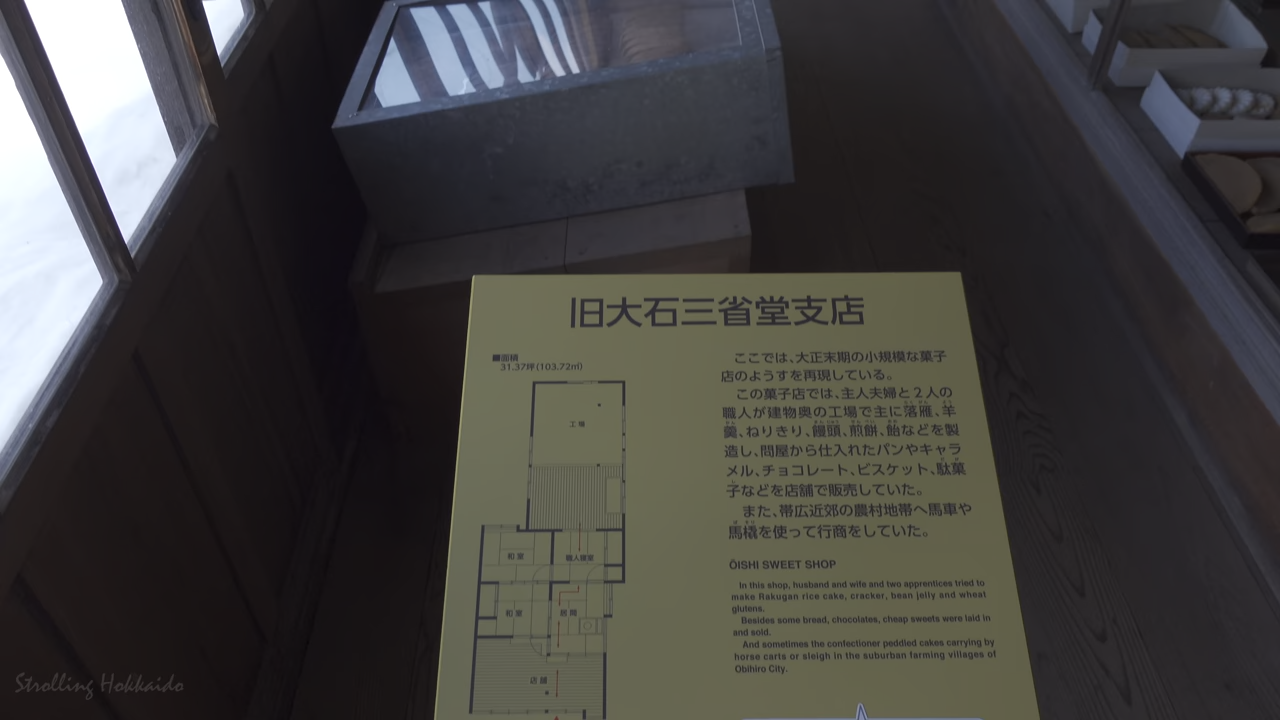 旧大石三省堂支店
■面積
31.37坪(103.72㎡)
工場
和室
職人寝室
和室
居間
店舗
ここでは、大正末期の小規模な菓子
店のようすを再現している。
この菓子店では、主人夫婦と2人の
職人が建物奥の工場で主に落雁、羊
羹、ねりきり、饅頭、煎餅、飴などを製
造し、問屋から仕入れたパンやキャラ
メル、チョコレート、ビスケット、駄菓
子などを店舗で販売していた。
また、帯広近郊の農村地帯へ馬車や
馬橇を使って行商をしていた。
ŌISHI SWEET SHOP
In this shop, husband and wife and two apprentices tried to
make Rakugan rice cake, cracker, bean jelly and wheat
glutens.
Besides some bread, chocolates, cheap sweets were laid in
and sold.
And sometimes the confectioner peddled cakes carrying by
horse carts or sleigh in the suburban farming villages of
Obihiro City.
Strolling Hokkaido